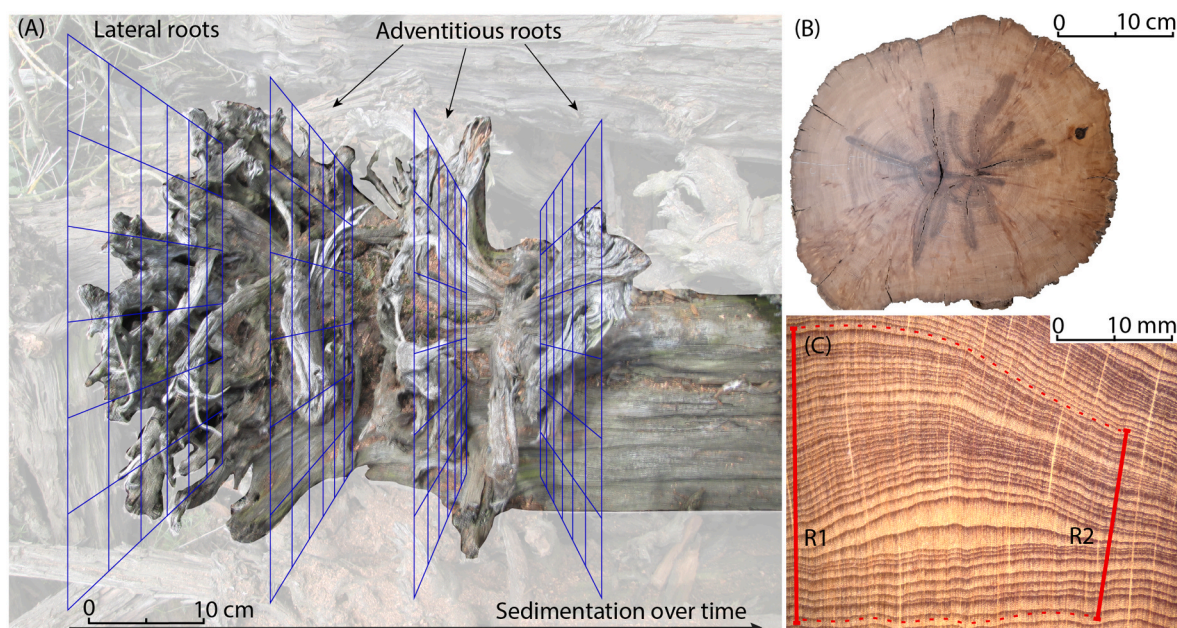 (A)
Lateral roots
Adventitious roots
0 10 cm
Sedimentation over time
(B)
0 10 cm
(C)
0 10 mm
R1
R2